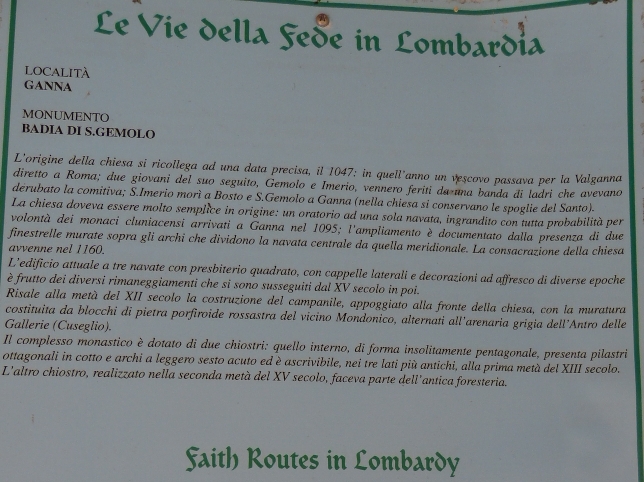 Le Vie della Fede in Lombardia
LOCALITÀ
GANNA
MONUMENTO
BADIA DI S.GEMOLO
L'origine della chiesa si ricollega ad una data precisa, il 1047: in quell'anno un vescovo passava per la Valganna
diretto a Roma; due giovani del suo seguito, Gemolo e Imerio, vennero feriti da una banda di ladri che avevano
derubato la comitiva; S.Imerio morì a Bosto e S.Gemolo a Ganna (nella chiesa si conservano le spoglie del Santo).
La chiesa doveva essere molto semplice in origine: un oratorio ad una sola navata, ingrandito con tutta probabilità per
volontà dei monaci cluniacensi arrivati a Ganna nel 1095; l'ampliamento è documentato dalla presenza di due
finestrelle murate sopra gli archi che dividono la navata centrale da quella meridionale. La consacrazione della chiesa
avvenne nel 1160.
L'edificio attuale a tre navate con presbiterio quadrato, con cappelle laterali e decorazioni ad affresco di diverse epoche
è frutto dei diversi rimaneggiamenti che si sono susseguiti dal XV secolo in poi.
Risale alla metà del XII secolo la costruzione del campanile, appoggiato alla fronte della chiesa, con la muratura
costituita da blocchi di pietra porfiroide rossastra del vicino Mondonico, alternati all'arenaria grigia dell'Antro delle
Gallerie (Cuseglio).
Il complesso monastico è dotato di due chiostri: quello interno, di forma insolitamente pentagonale, presenta pilastri
ottagonali in cotto e archi a leggero sesto acuto ed è ascrivibile, nei tre lati più antichi, alla prima metà del XIII secolo.
L'altro chiostro, realizzato nella seconda metà del XV secolo, faceva parte dell'antica foresteria.
Faith Routes in Lombardy